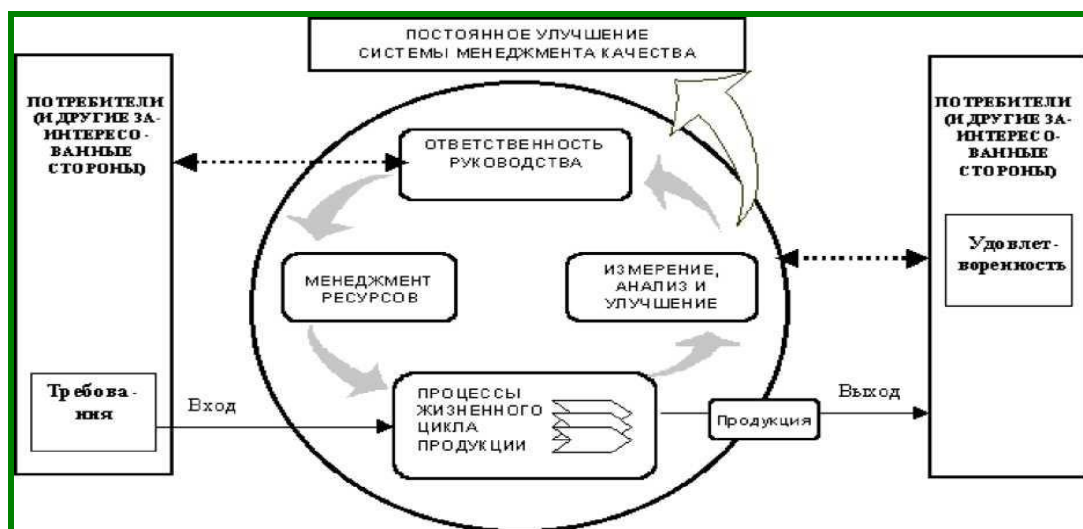 ПОСТОЯННОЕ УЛУЧШЕНИЕ
СИСТЕМЫ МЕНЕДЖМЕНТА КАЧЕСТВА
ПОТРЕБИТЕЛИ
(И ДРУГИЕ ЗА-
ИНТЕРЕСО-
ВАННЫЕ
СТОРОНЫ)
ОТВЕТСТВЕННОСТЬ
РУКОВОДСТВА
ПОТРЕБИТЕЛИ
(И ДРУГИЕ ЗА-
ИНТЕРЕСО-
ВАННЫЕ
СТОРОНЫ)
Удовлет-
воренность
МЕНЕДЖМЕНТ
РЕСУРСОВ
ИЗМЕРЕНИЕ,
АНАЛИЗ И
УЛУЧШЕНИЕ
Требова-
ния
Вход
ПРОЦЕССЫ
ЖИЗНЕННОГО
ЦИКЛА
ПРОДУКЦИИ
Продукция
Выход